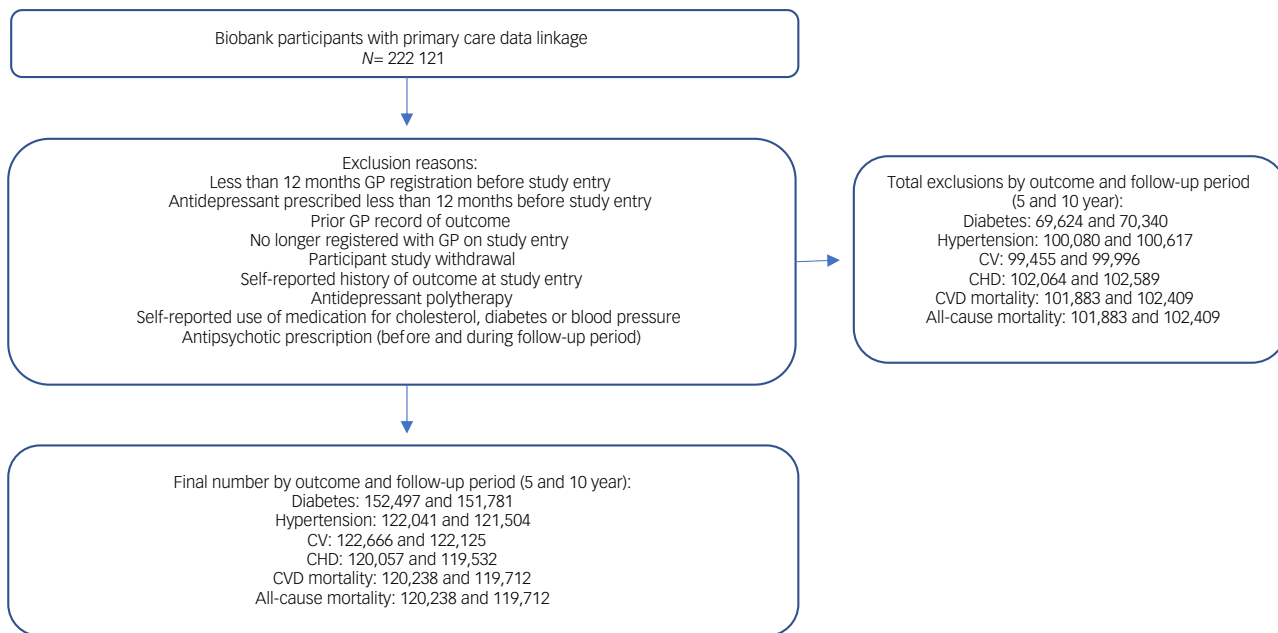 Biobank participants with primary care data linkage
N= 222 121
Exclusion reasons:
Less than 12 months GP registration before study entry
Antidepressant prescribed less than 12 months before study entry
Prior GP record of outcome
No longer registered with GP on study entry
Participant study withdrawal
Self-reported history of outcome at study entry
Antidepressant polytherapy
Self-reported use of medication for cholesterol, diabetes or blood pressure
Antipsychotic prescription (before and during follow-up period)
Total exclusions by outcome and follow-up period
(5 and 10 year):
Diabetes: 69,624 and 70,340
Hypertension: 100,080 and 100,617
CV: 99,455 and 99,996
CHD: 102,064 and 102,589
CVD mortality: 101,883 and 102,409
All-cause mortality: 101,883 and 102,409
Final number by outcome and follow-up period (5 and 10 year):
Diabetes: 152,497 and 151,781
Hypertension: 122,041 and 121,504
CV: 122,666 and 122,125
CHD: 120,057 and 119,532
CVD mortality: 120,238 and 119,712
All-cause mortality: 120,238 and 119,712